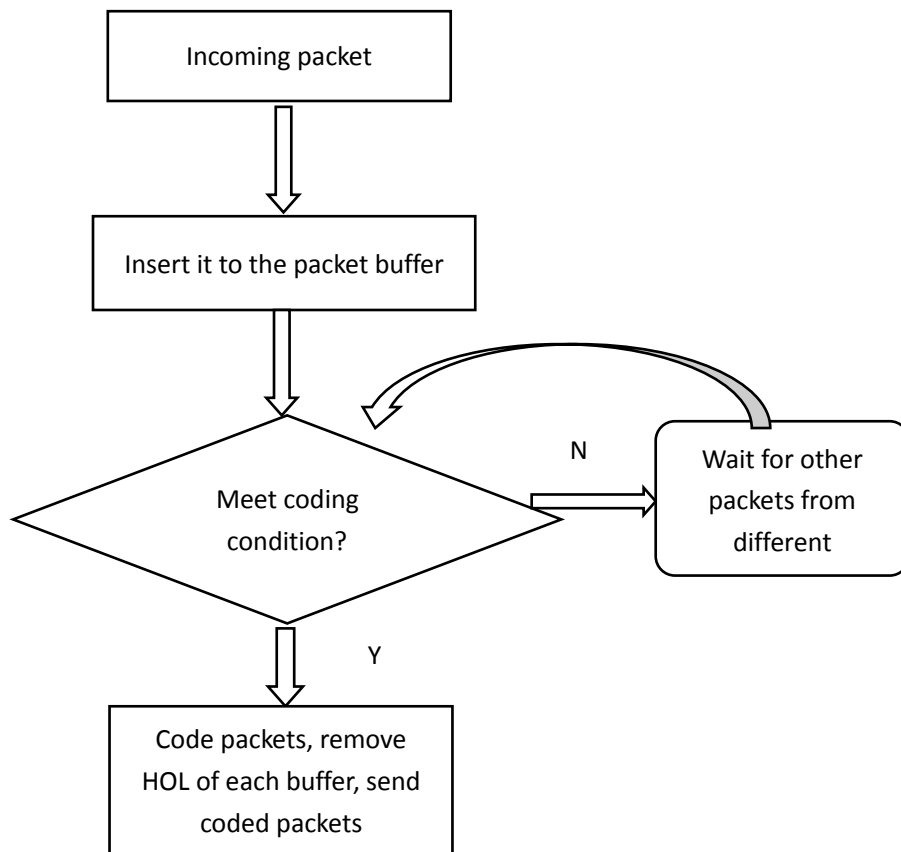 Incoming packet
Insert it to the packet buffer
Meet coding
condition?
N
Wait for other
packets from
different
Y
Code packets, remove
HOL of each buffer, send
coded packets